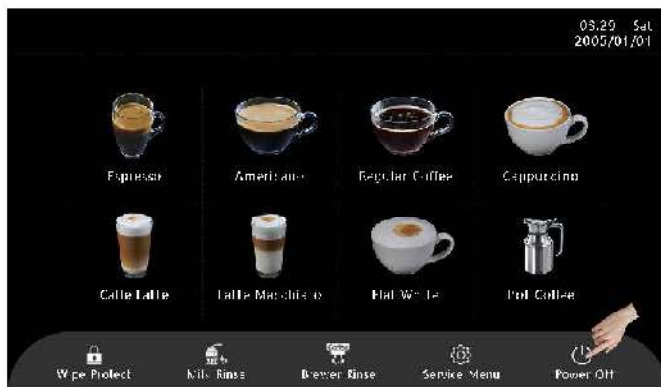 03:29 Sat
2005/01/01
Espresso
Americano
Regular Coffee
Cappuccino
Caffe Latte
Latte Macchiato
Flat White
Pot Coffee
Wipe Protect
Milk Rinse
Brewer Rinse
Service Menu
Power Off